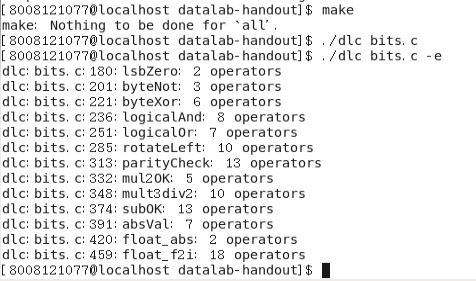 [8008121077@localhost datalab-handout]$ make
make: Nothing to be done for `all'.
[8008121077@localhost datalab-handout]$ ./dlc bits.c
[8008121077@localhost datalab-handout]$ ./dlc bits.c -e
dlc:bits.c:180:lsbZero: 2 operators
dlc:bits.c:201:byteNot: 3 operators
dlc:bits.c:221:byteXor: 6 operators
dlc:bits.c:236:logicalAnd: 8 operators
dlc:bits.c:251:logicalOr: 7 operators
dlc:bits.c:285:rotateLeft: 10 operators
dlc:bits.c:313:parityCheck: 13 operators
dlc:bits.c:332:mul2OK: 5 operators
dlc:bits.c:348:mult3div2: 10 operators
dlc:bits.c:374:subOK: 13 operators
dlc:bits.c:391:absVal: 7 operators
dlc:bits.c:420:float_abs: 2 operators
dlc:bits.c:459:float_f2i: 18 operators
[8008121077@localhost datalab-handout]$